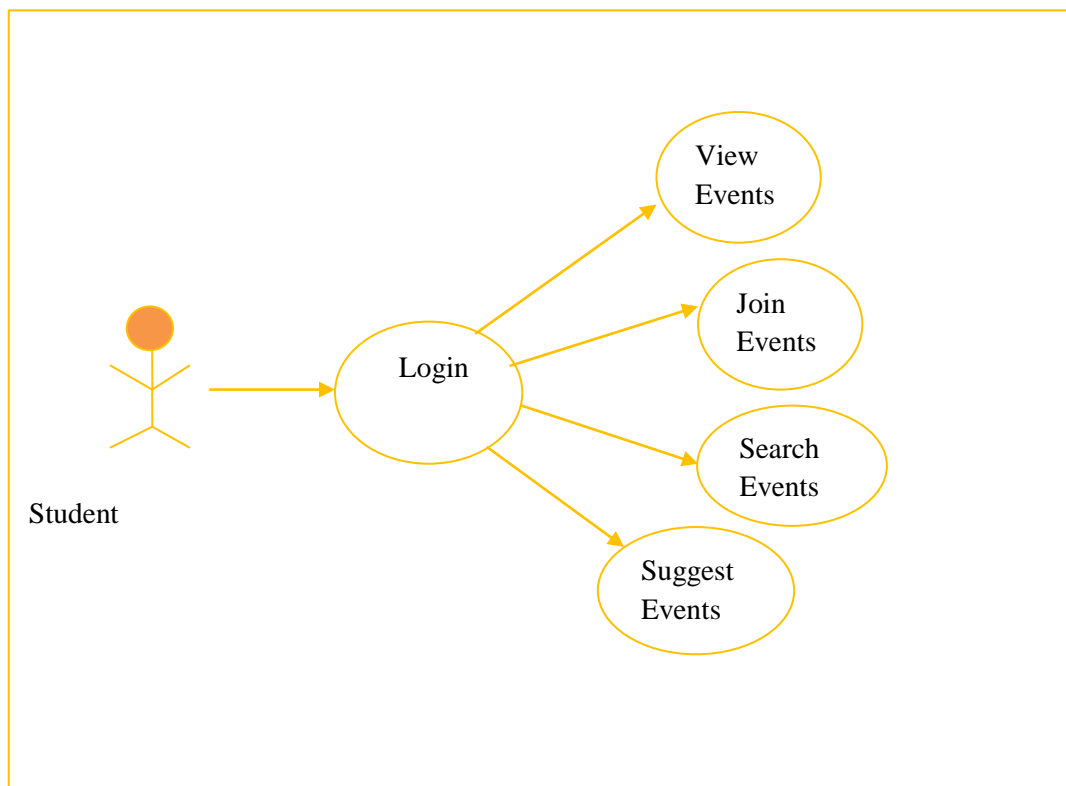 View
Events
Join
Events
Login
Search
Events
Student
Suggest
Events